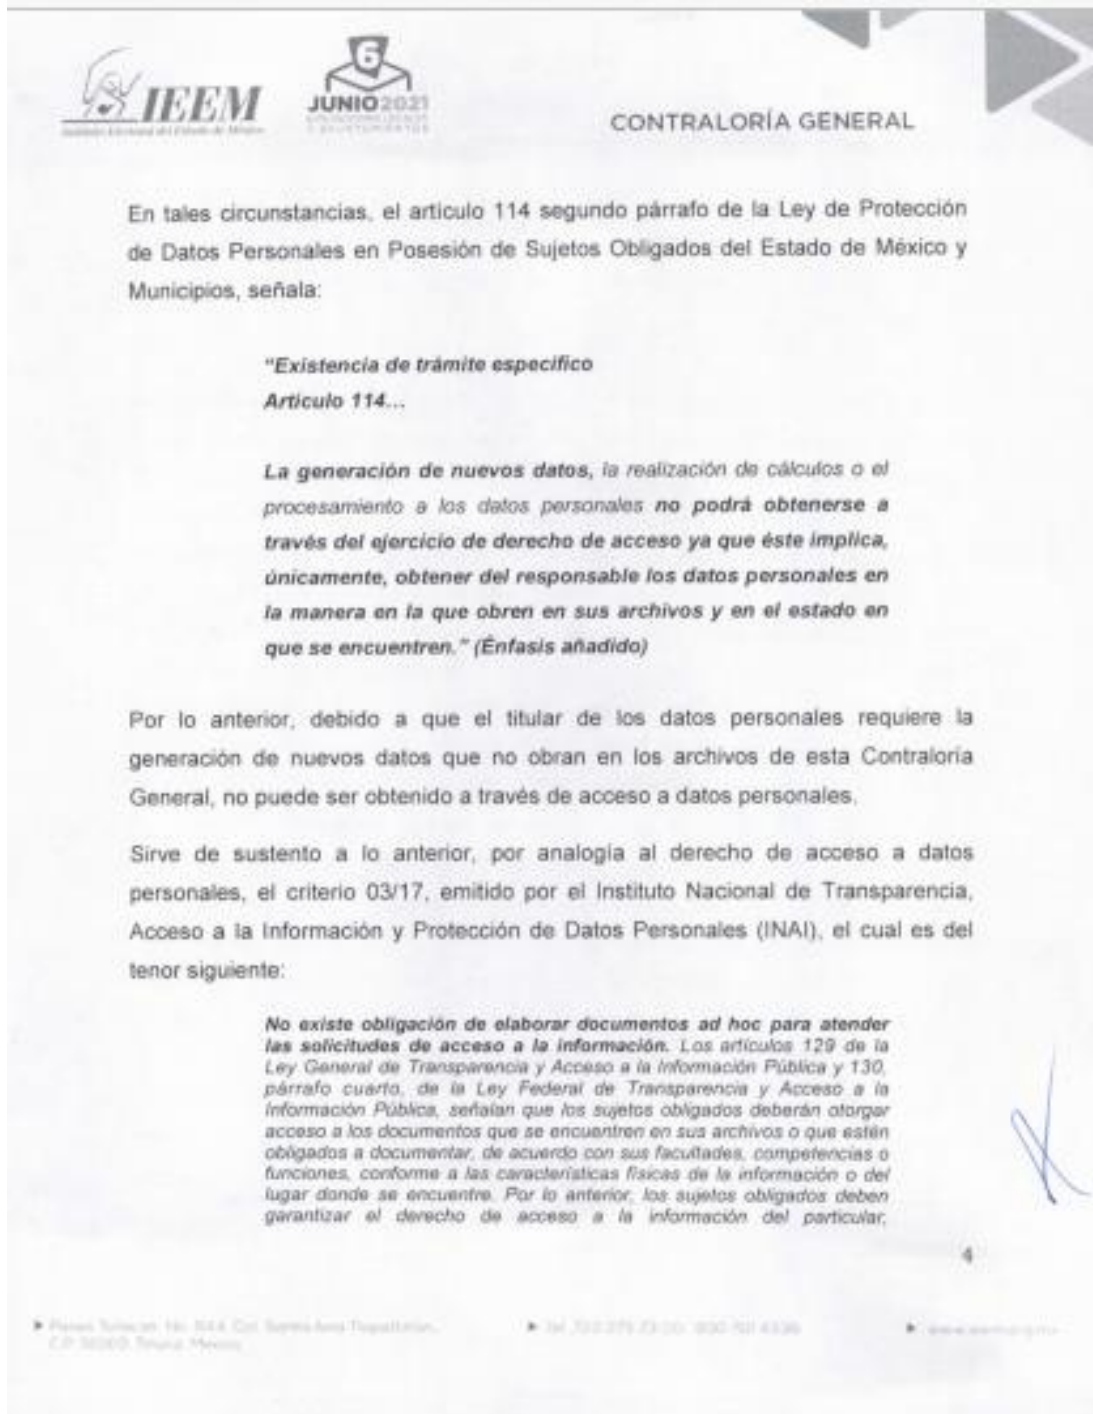 IEEM
Instituto Electoral del Estado de México
6
JUNIO2021
CONTRALORÍA GENERAL
En tales circunstancias, el artículo 114 segundo párrafo de la Ley de Protección
de Datos Personales en Posesión de Sujetos Obligados del Estado de México y
Municipios, señala:
"Existencia de trámite específico
Artículo 114...
La generación de nuevos datos, la realización de cálculos o el
procesamiento a los datos personales no podrá obtenerse a
través del ejercicio de derecho de acceso ya que éste implica,
únicamente, obtener del responsable los datos personales en
la manera en la que obren en sus archivos y en el estado en
que se encuentren." (Énfasis añadido)
Por lo anterior, debido a que el titular de los datos personales requiere la
generación de nuevos datos que no obran en los archivos de esta Contraloría
General, no puede ser obtenido a través de acceso a datos personales.
Sirve de sustento a lo anterior, por analogía al derecho de acceso a datos
personales, el criterio 03/17, emitido por el Instituto Nacional de Transparencia,
Acceso a la Información y Protección de Datos Personales (INAI), el cual es del
tenor siguiente:
No existe obligación de elaborar documentos ad hoc para atender
las solicitudes de acceso a la información. Los artículos 129 de la
Ley General de Transparencia y Acceso a la Información Pública y 130,
párrafo cuarto, de la Ley Federal de Transparencia y Acceso a la
Información Pública, señalan que los sujetos obligados deberán otorgar
acceso a los documentos que se encuentren en sus archivos o que estén
obligados a documentar, de acuerdo con sus facultades, competencias o
funciones, conforme a las características físicas de la información o del
lugar donde se encuentre. Por lo anterior, los sujetos obligados deben
garantizar el derecho de acceso a la información del particular,
4